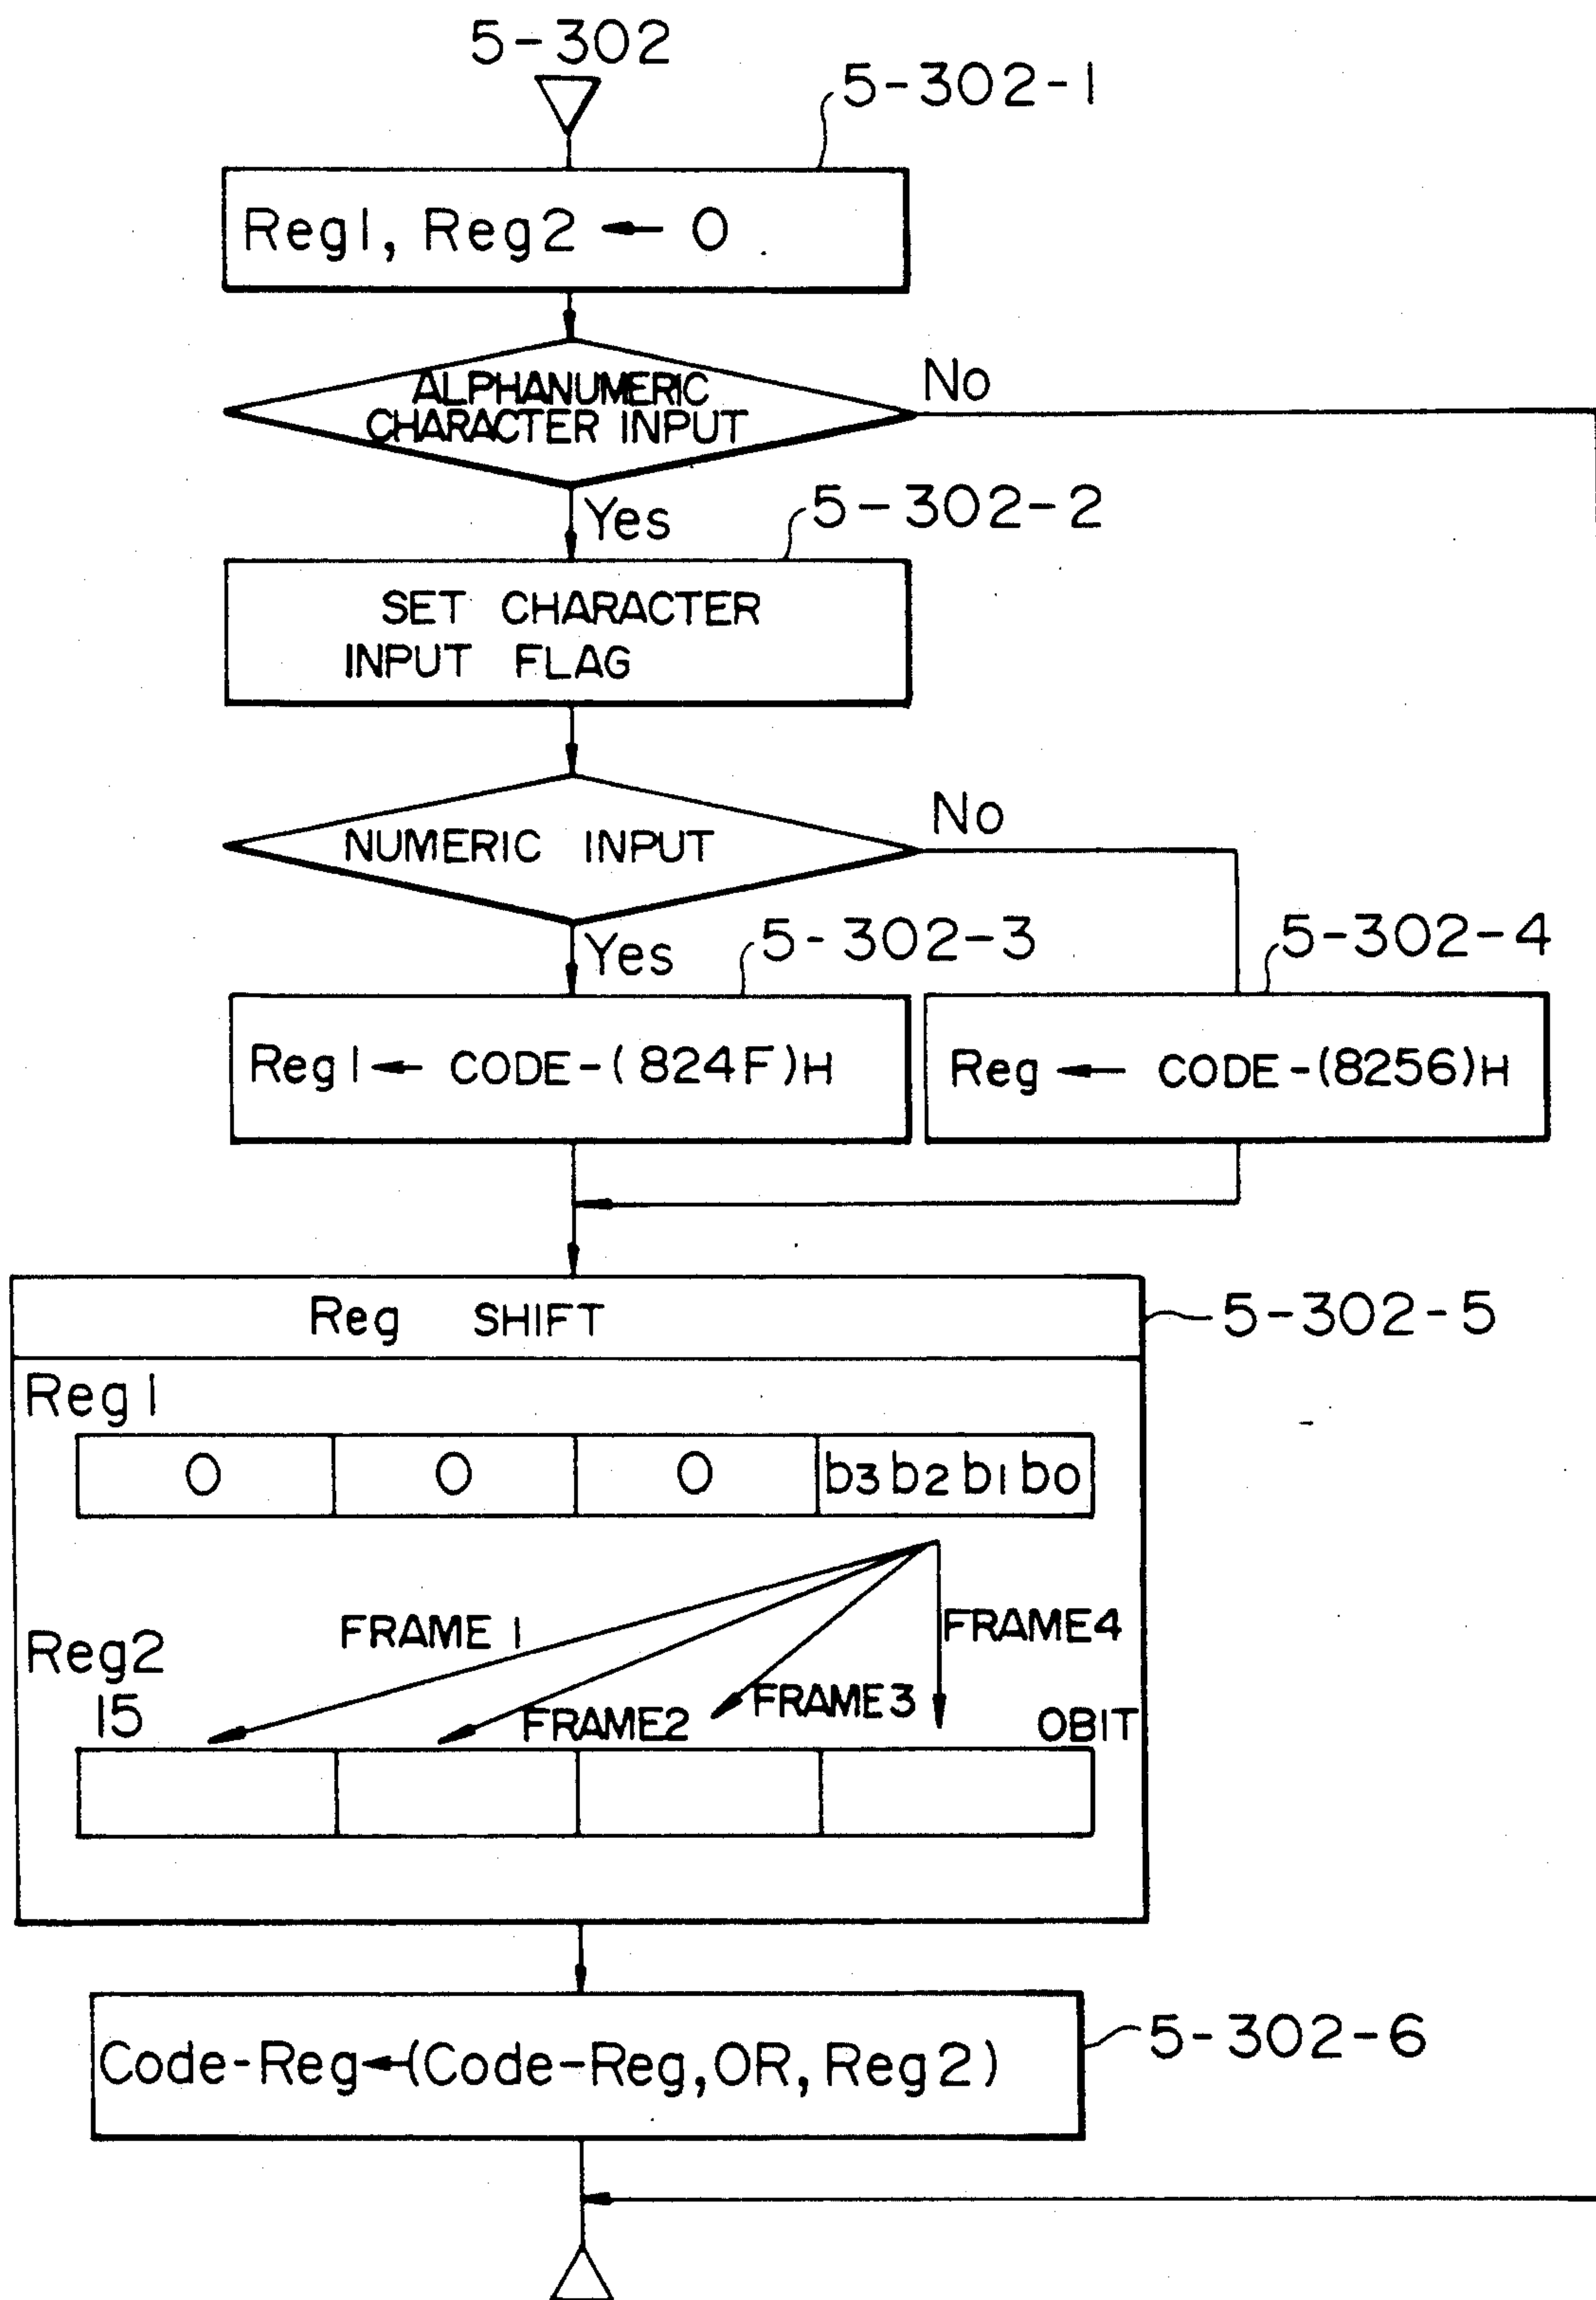 5-302
5-302-1
Reg1, Reg2 ← 0
ALPHANUMERIC
CHARACTER INPUT
No
Yes
5-302-2
SET CHARACTER
INPUT FLAG
NUMERIC INPUT
No
Yes
5-302-3
5-302-4
Reg1 ← CODE-(824F)H
Reg ← CODE-(8256)H
Reg SHIFT
5-302-5
Reg1
0 0 0 b3 b2 b1 b0
FRAME 1
FRAME4
Reg2
15
FRAME2
FRAME3
0BIT
Code-Reg←(Code-Reg,OR,Reg2)
5-302-6